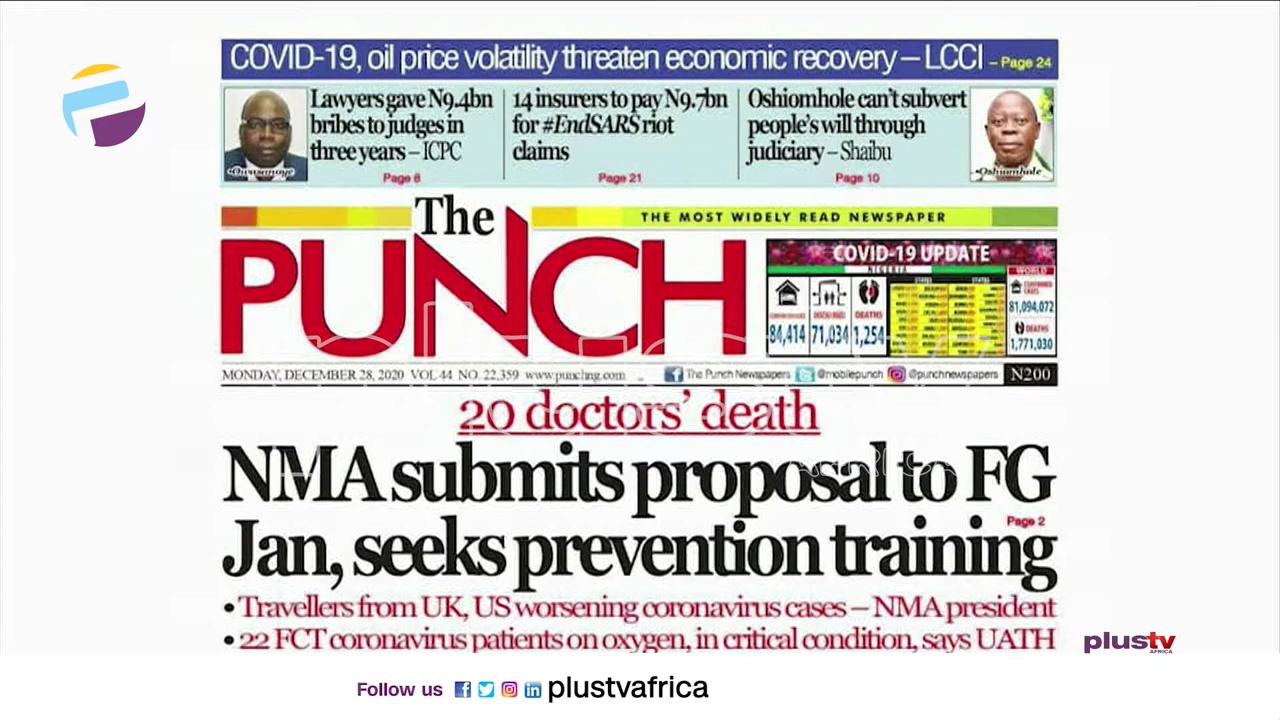 COVID-19, oil price volatility threaten economic recovery – LCCI – Page 24
Lawyers gave N9.4bn
bribes to judges in
three years – ICPC
Page 8
14 insurers to pay N9.7bn
for #EndSARS riot
claims
Page 21
Oshiomhole can't subvert
people's will through
judiciary – Shaibu
Page 10
Owasanoye
Oshiomhole
The
PUNCH
THE MOST WIDELY READ NEWSPAPER
COVID-19 UPDATE
NIGERIA
WORLD
DEATHS
84,414
71,034
1,254
81,094,072
DEATHS
1,771,030
MONDAY, DECEMBER 28, 2020 VOL 44 NO. 22,359 www.punchng.com
The Punch Newspapers @mobilepunch @punchnewspapers N200
20 doctors' death
NMA submits proposal to FG
Page 2
Jan, seeks prevention training
• Travellers from UK, US worsening coronavirus cases – NMA president
• 22 FCT coronavirus patients on oxygen, in critical condition, says UATH
plustv
AFRICA
Follow us plustvafrica